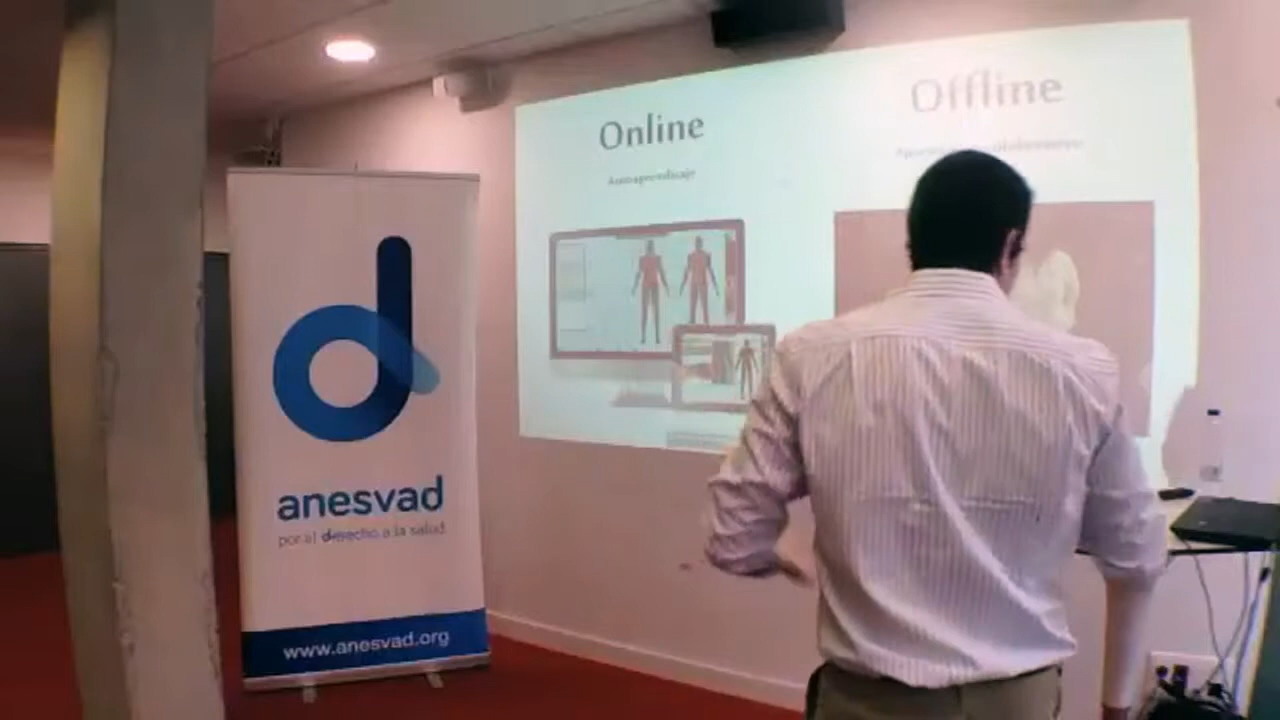 anesvad
por el derecho a la salud
www.anesvad.org
Online
Autoaprendizaje
Offline